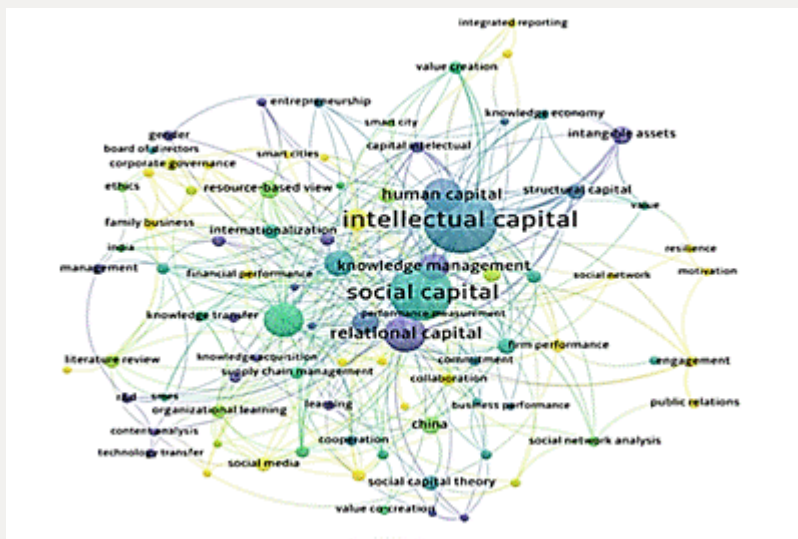 integrated reporting
value creation
entrepreneurship
knowledge economy
smart city
gender
intangible assets
capital intelectual
board of directors
smart cities
corporate governance
ethics
resource-based view
human capital
structural capital
value
intellectual capital
family business
internationalization
india
resilience
management
financial performance
knowledge management
social network
motivation
social capital
knowledge transfer
performance measurement
relational capital
firm performance
literature review
knowledge acquisition
commitment
engagement
supply chain management
collaboration
r&d
smes
organizational learning
learning
business performance
public relations
content analysis
china
technology transfer
cooperation
social network analysis
social media
social capital theory
value co-creation